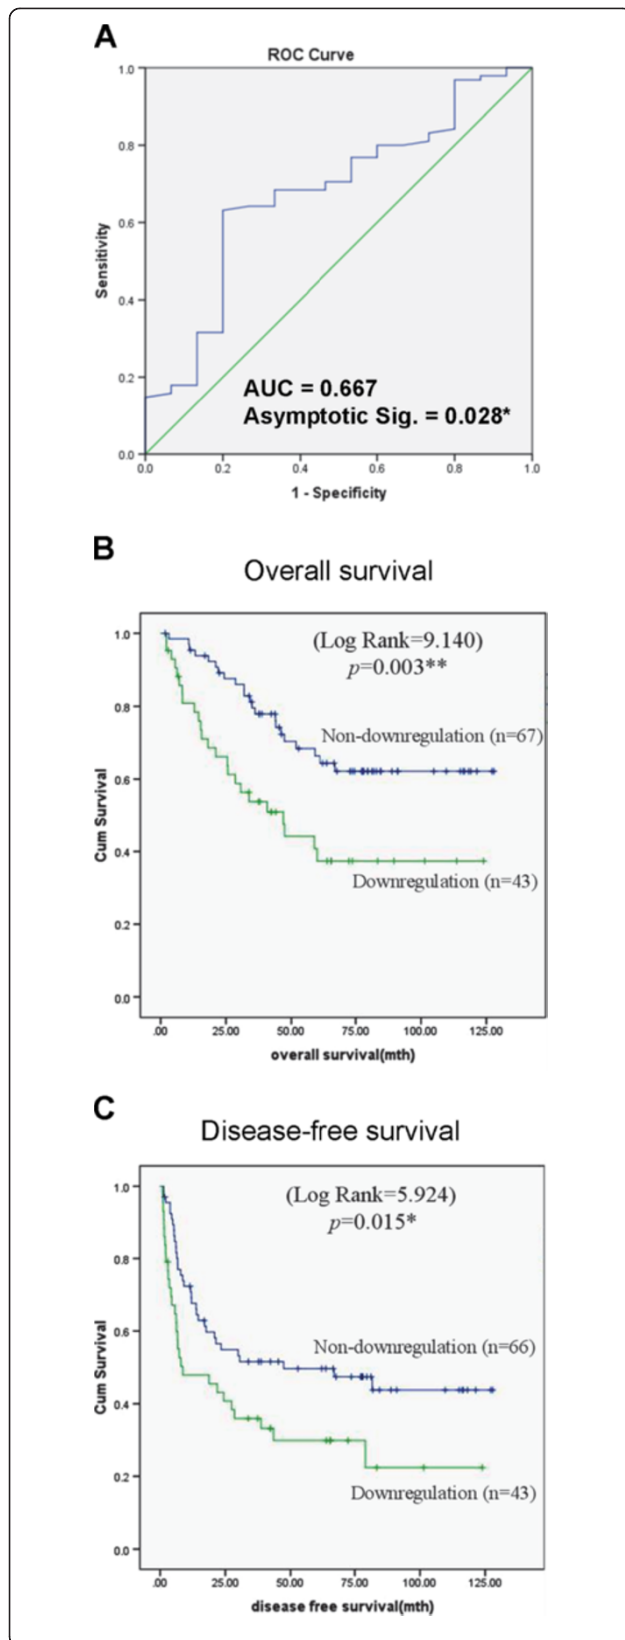 A
ROC Curve
1.0
0.8
0.6
0.4
0.2
0.0
Sensitivity
AUC = 0.667
Asymptotic Sig. = 0.028*
0.0 0.2 0.4 0.6 0.8 1.0
1 - Specificity
B
Overall survival
1.0
0.8
0.6
0.4
0.2
0.0
Cum Survival
(Log Rank=9.140)
p=0.003**
Non-downregulation (n=67)
Downregulation (n=43)
.00 25.00 50.00 75.00 100.00 125.00
overall survival(mth)
C
Disease-free survival
1.0
0.8
0.6
0.4
0.2
0.0
Cum Survival
(Log Rank=5.924)
p=0.015*
Non-downregulation (n=66)
Downregulation (n=43)
.00 25.00 50.00 75.00 100.00 125.00
disease free survival(mth)